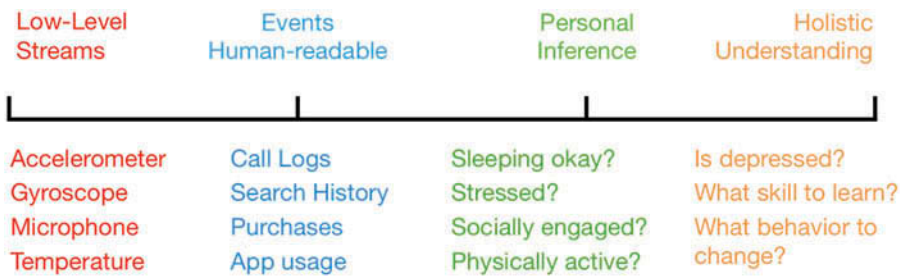 Low-Level
Streams
Events
Human-readable
Personal
Inference
Holistic
Understanding
Accelerometer
Gyroscope
Microphone
Temperature
Call Logs
Search History
Purchases
App usage
Sleeping okay?
Stressed?
Socially engaged?
Physically active?
Is depressed?
What skill to learn?
What behavior to
change?